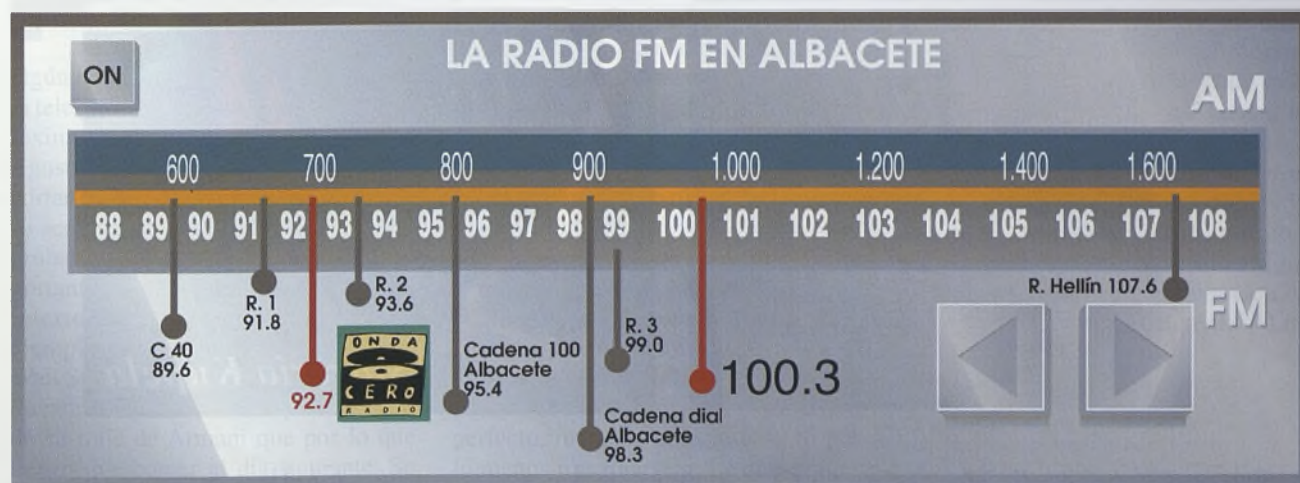 LA RADIO FM EN ALBACETE
ON
AM
600 700 800 900 1.000 1.200 1.400 1.600
88 89 90 91 92 93 94 95 96 97 98 99 100 101 102 103 104 105 106 107 108
FM
C 40
89.6
R. 1
91.8
92.7
ONDA
CERO
RADIO
R. 2
93.6
Cadena 100
Albacete
95.4
Cadena dial
Albacete
98.3
R. 3
99.0
100.3
R. Hellín 107.6